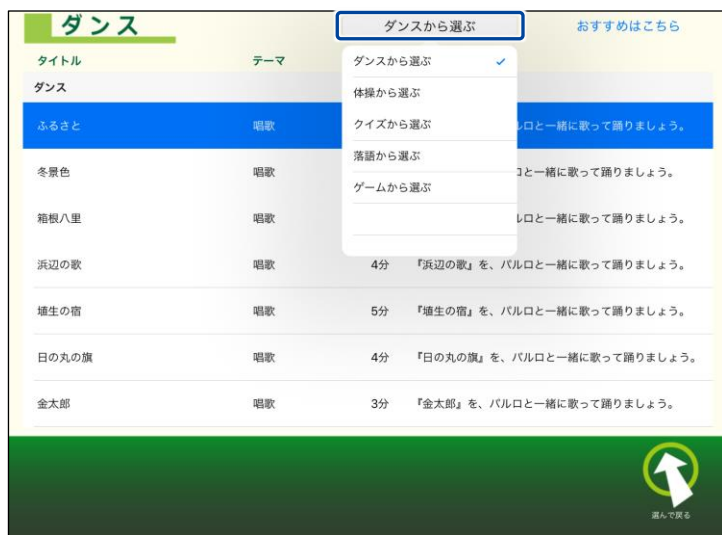 ダンス
ダンスから選ぶ
おすすめはこちら
タイトル
テーマ
ダンスから選ぶ ✓
ダンス
体操から選ぶ
クイズから選ぶ
ふるさと 唱歌 ルロと一緒に歌って踊りましょう。
落語から選ぶ
冬景色 唱歌 ロと一緒に歌って踊りましょう。
ゲームから選ぶ
箱根八里 唱歌 ルロと一緒に歌って踊りましょう。
浜辺の歌 唱歌 4分 『浜辺の歌』を、パルロと一緒に歌って踊りましょう。
埴生の宿 唱歌 5分 『埴生の宿』を、パルロと一緒に歌って踊りましょう。
日の丸の旗 唱歌 4分 『日の丸の旗』を、パルロと一緒に歌って踊りましょう。
金太郎 唱歌 3分 『金太郎』を、パルロと一緒に歌って踊りましょう。
選んで戻る